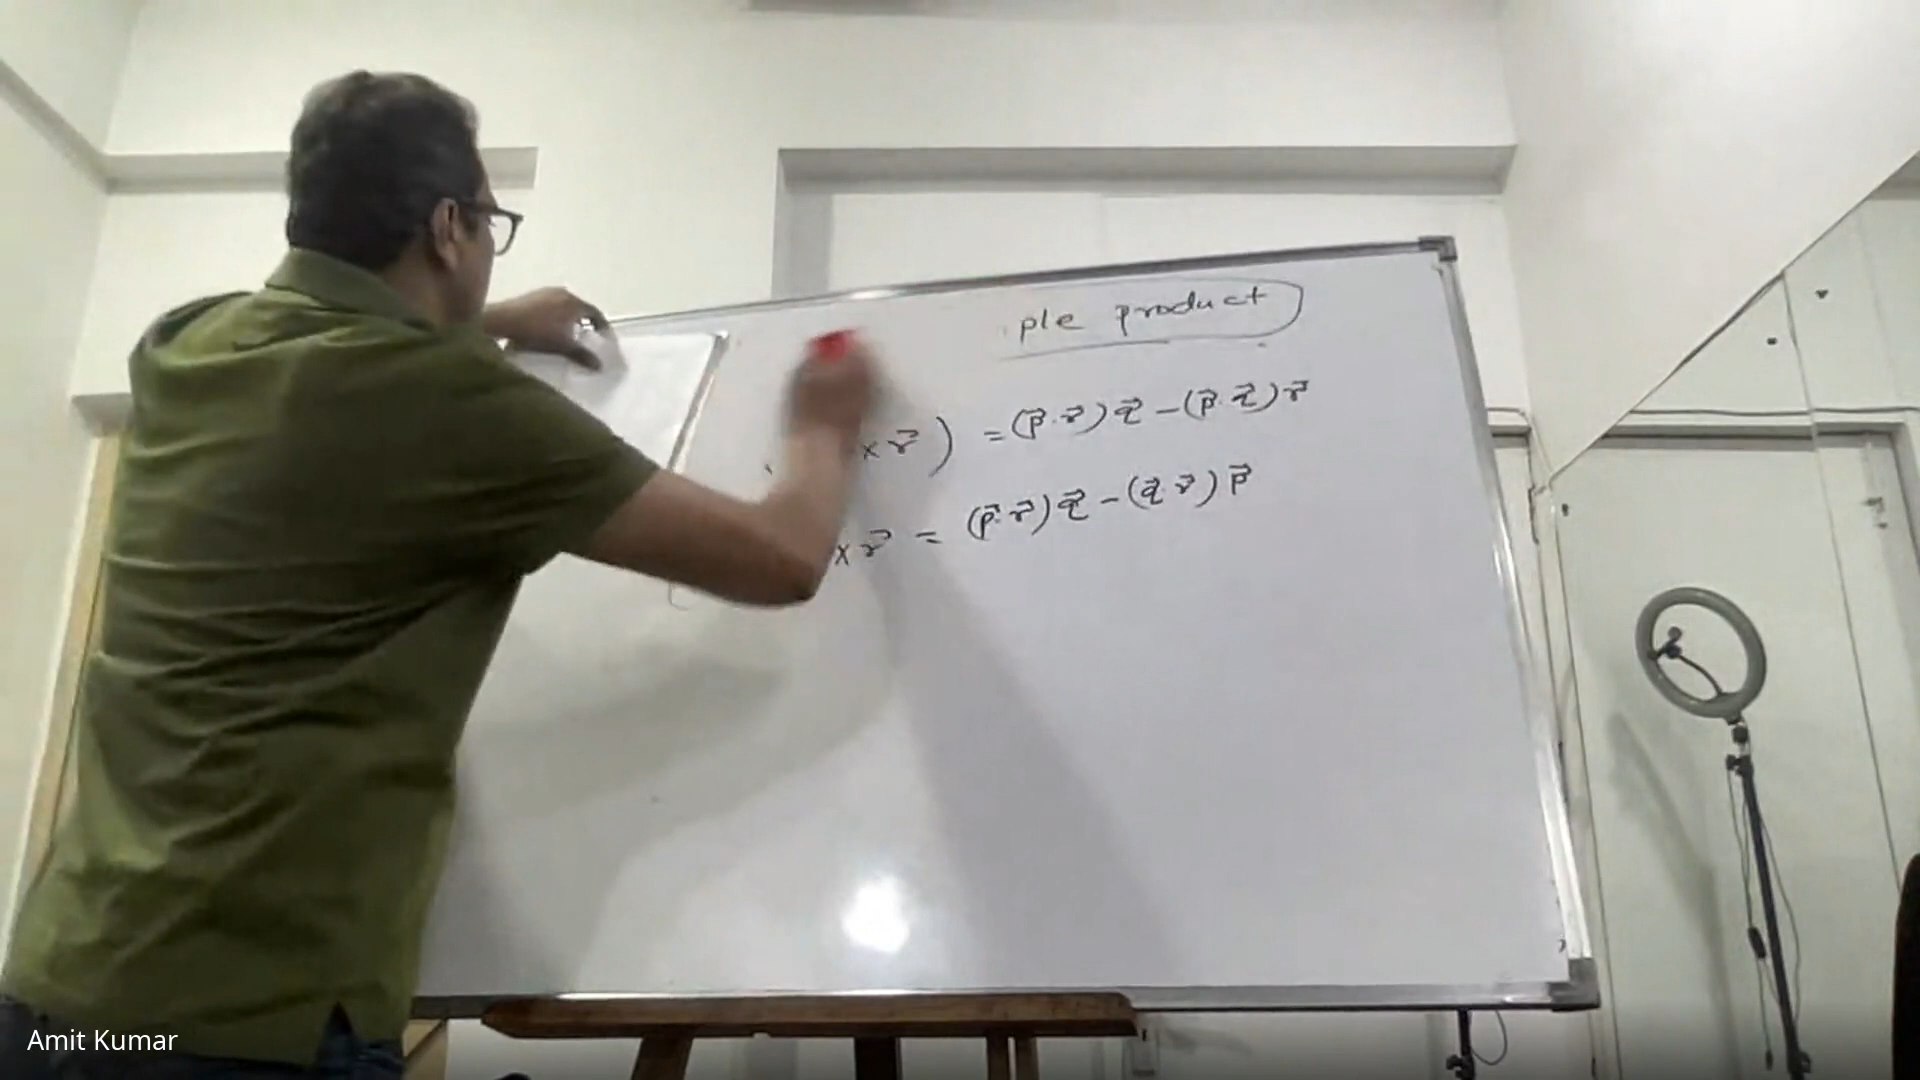 ple product
x r⃗ ) = (p⃗ · r⃗) q⃗ − (p⃗ · q⃗) r⃗
x r⃗ = (p⃗ · r⃗) q⃗ − (q⃗ r⃗) p⃗
Amit Kumar